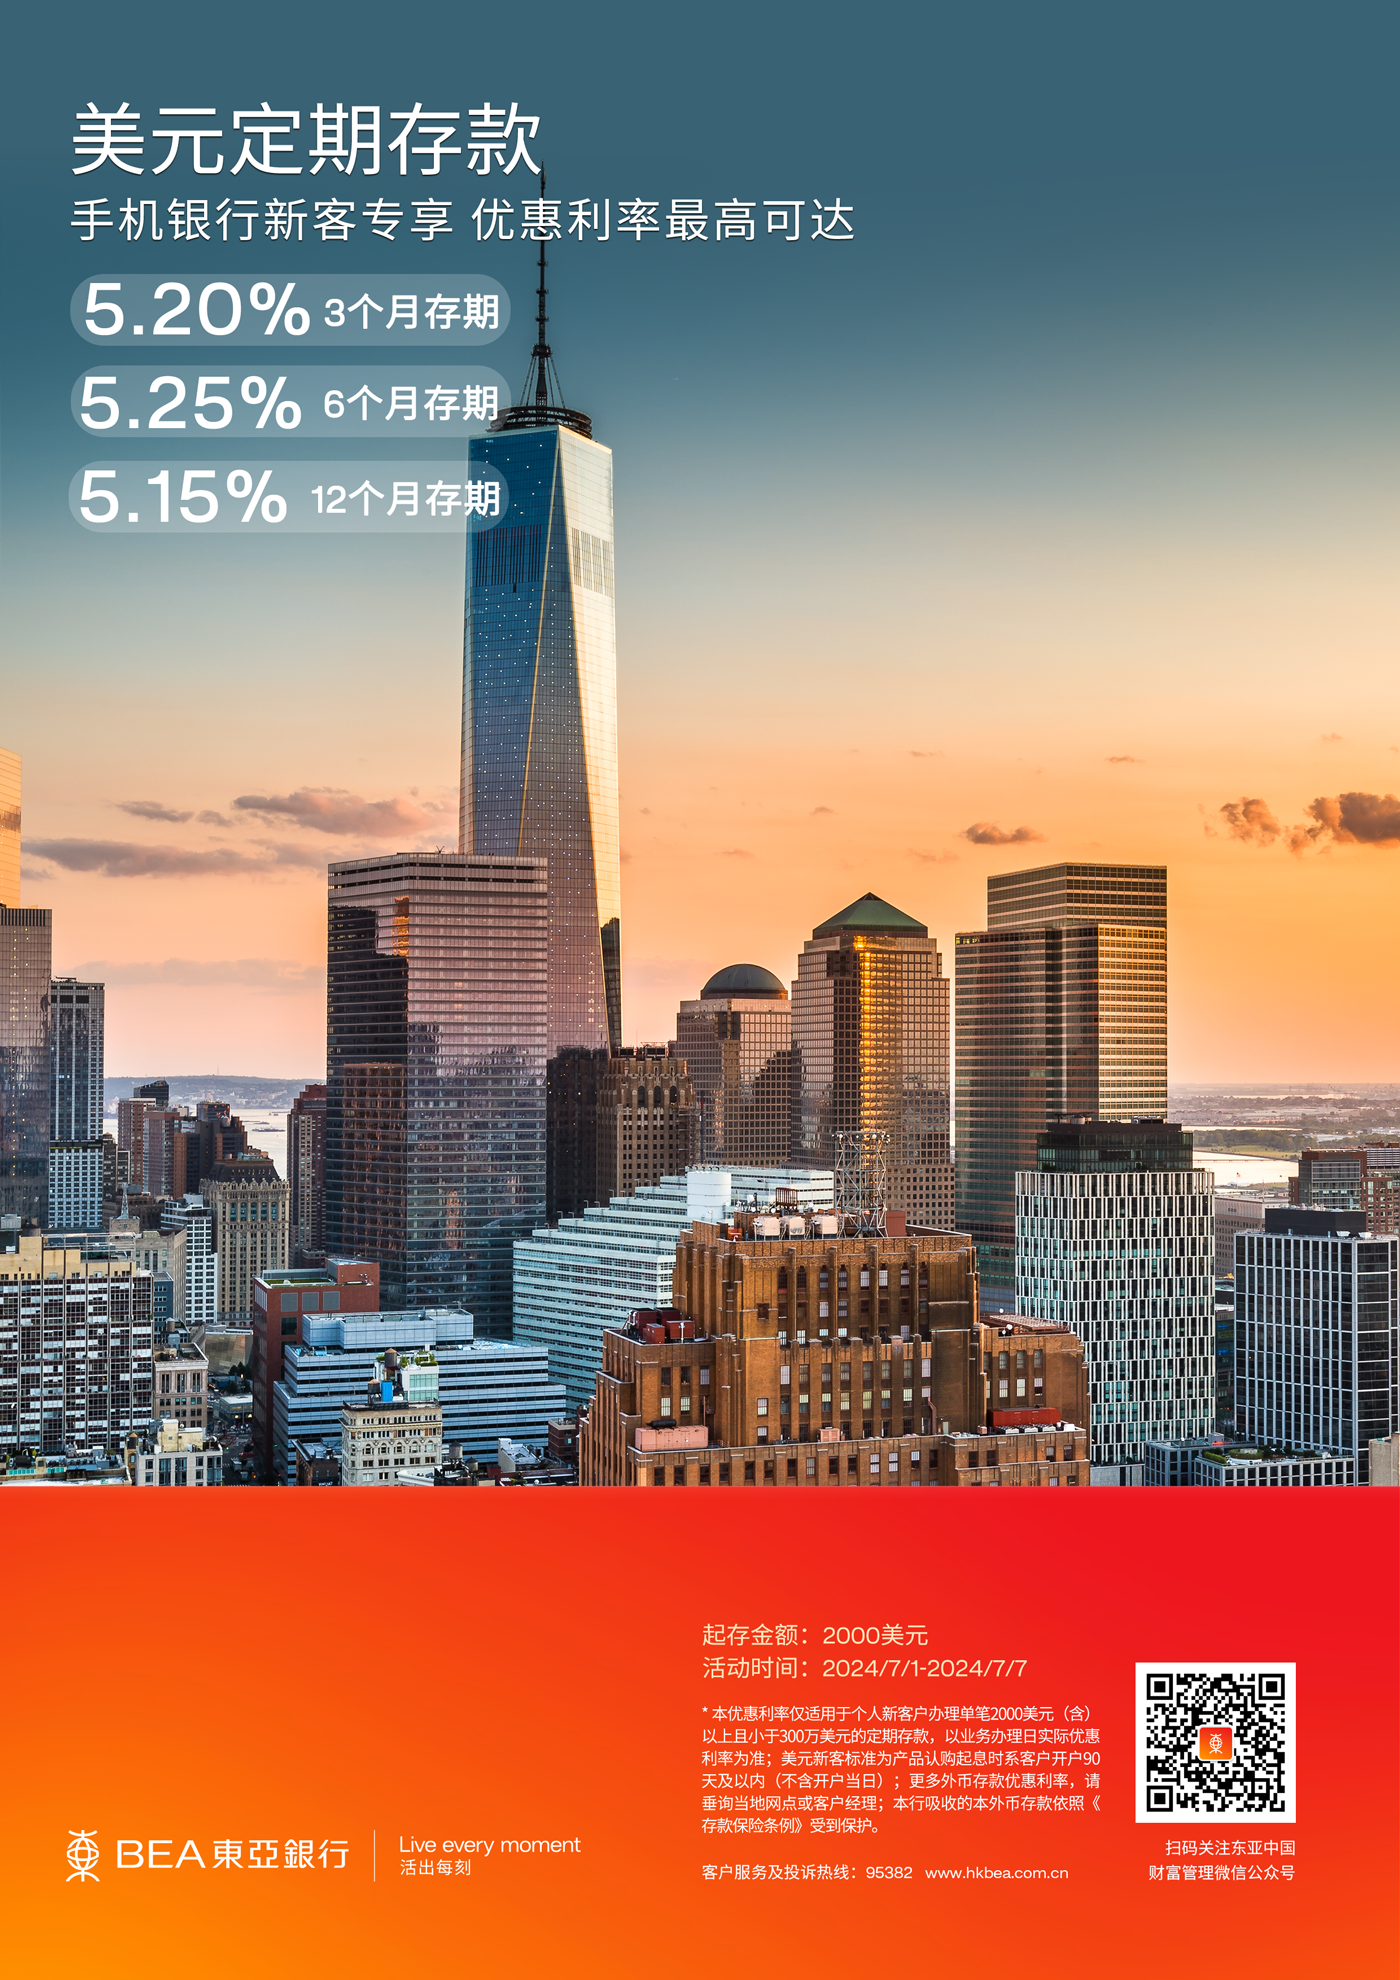 美元定期存款
手机银行新客专享 优惠利率最高可达
5.20% 3个月存期
5.25% 6个月存期
5.15% 12个月存期
起存金额：2000美元
活动时间：2024/7/1-2024/7/7
* 本优惠利率仅适用于个人新客户办理单笔2000美元（含）
以上且小于300万美元的定期存款，以业务办理日实际优惠
利率为准；美元新客标准为产品认购起息时系客户开户90
天及以内（不含开户当日）；更多外币存款优惠利率，请
垂询当地网点或客户经理；本行吸收的本外币存款依照《
存款保险条例》受到保护。
客户服务及投诉热线：95382 www.hkbea.com.cn
扫码关注东亚中国
财富管理微信公众号
BEA東亞銀行
Live every moment
活出每刻